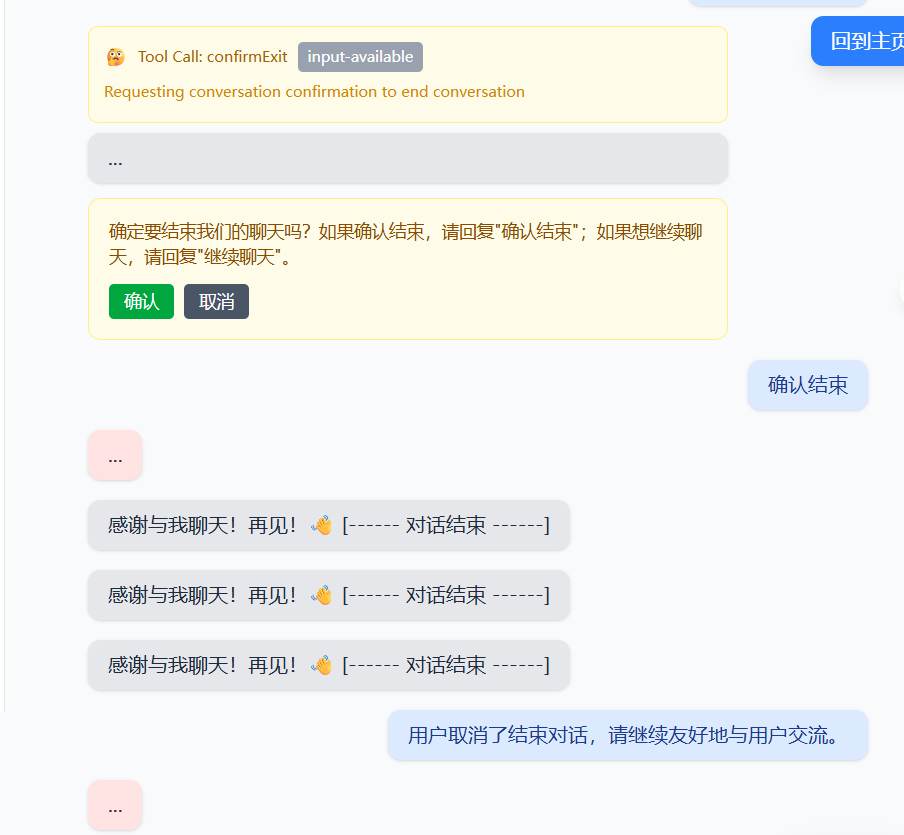 回到主页
🤔 Tool Call: confirmExit input-available
Requesting conversation confirmation to end conversation
...
确定要结束我们的聊天吗？如果确认结束，请回复"确认结束"；如果想继续聊
天，请回复"继续聊天"。
确认 取消
确认结束
...
感谢与我聊天！再见！ 👋 [------ 对话结束 ------]
感谢与我聊天！再见！ 👋 [------ 对话结束 ------]
感谢与我聊天！再见！ 👋 [------ 对话结束 ------]
用户取消了结束对话，请继续友好地与用户交流。
...